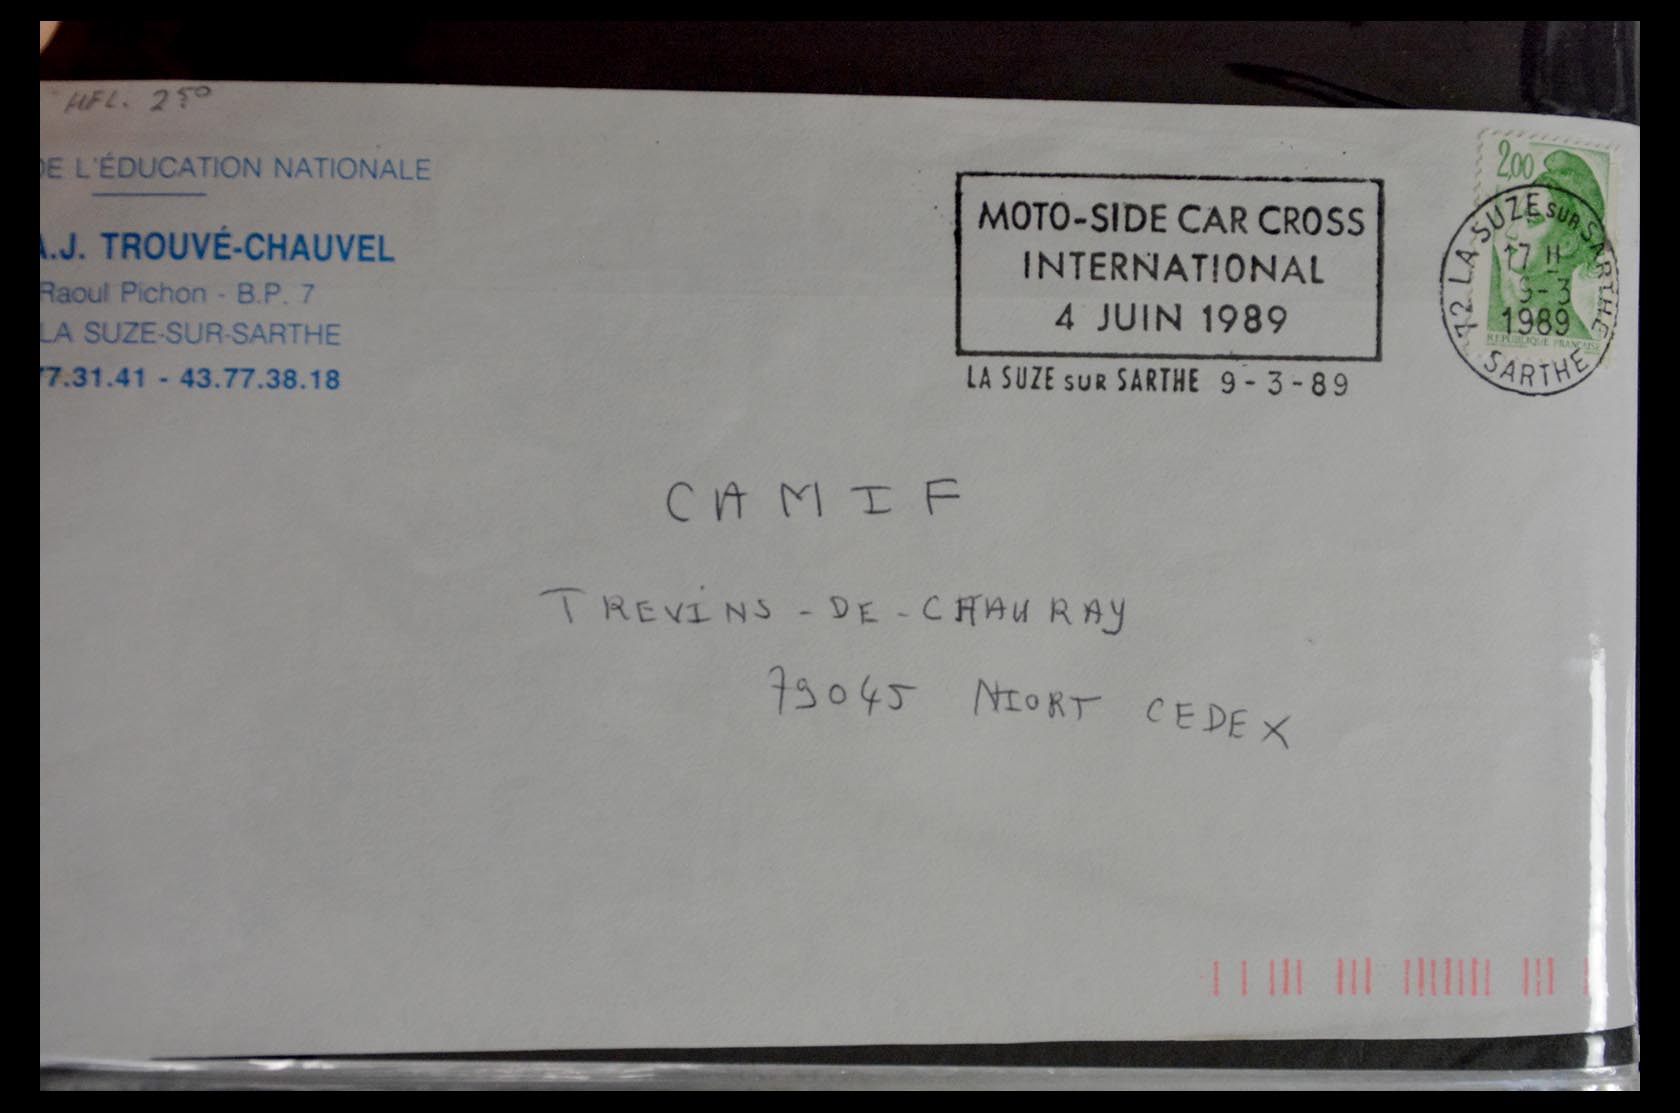 HFL. 250
DE L'ÉDUCATION NATIONALE
A.J. TROUVÉ-CHAUVEL
Raoul Pichon - B.P. 7
LA SUZE-SUR-SARTHE
77.31.41 - 43.77.38.18
MOTO-SIDE CAR CROSS
INTERNATIONAL
4 JUIN 1989
LA SUZE SUR SARTHE 9-3-89
2,00
72 LA SUZE SUR SARTHE
17 H
9-3
1989
SARTHE
REPUBLIQUE FRANCAISE
CAMIF
TREVINS-DE-CHAURAY
79045 NIORT CEDEX